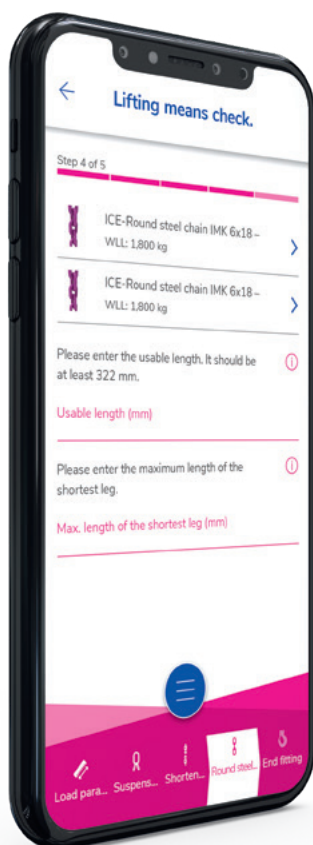 Lifting means check.
Step 4 of 5
ICE-Round steel chain IMK 6x18 –
WLL: 1,800 kg
ICE-Round steel chain IMK 6x18 –
WLL: 1,800 kg
Please enter the usable length. It should be
at least 322 mm.
Usable length (mm)
Please enter the maximum length of the
shortest leg.
Max. length of the shortest leg (mm)
Load para... Suspens... Shorten... Round steel... End fitting